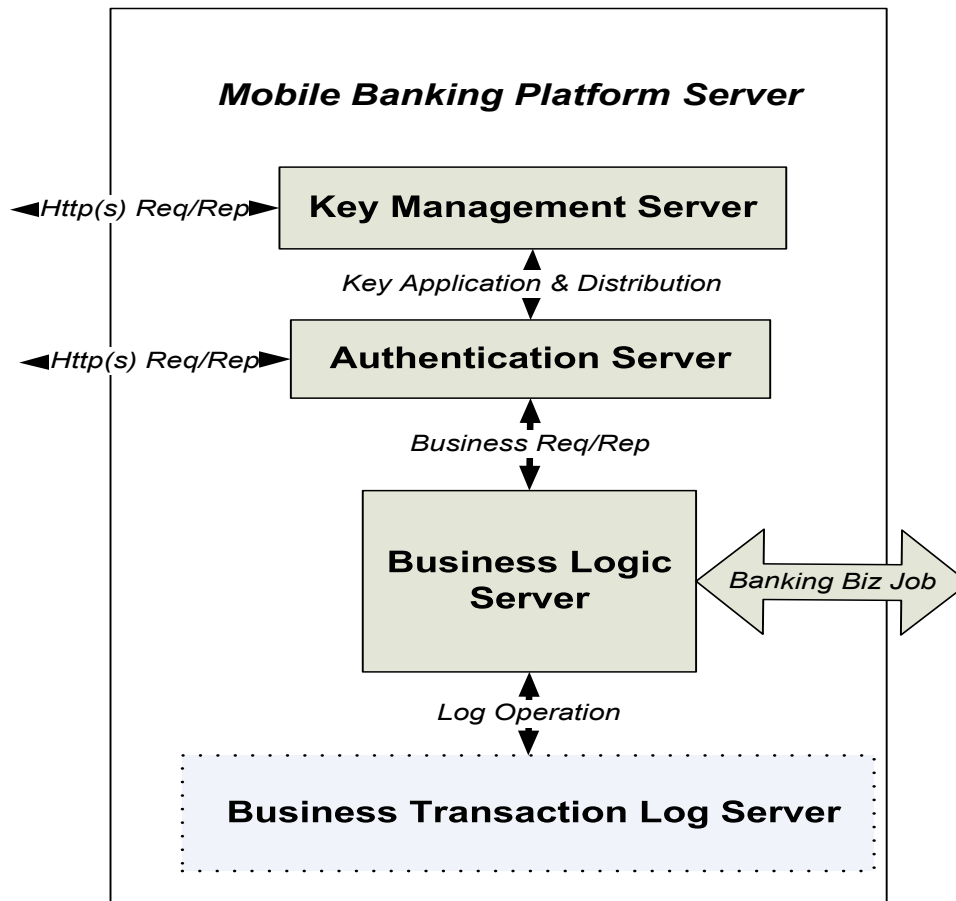 Mobile Banking Platform Server
Http(s) Req/Rep
Key Management Server
Key Application & Distribution
Http(s) Req/Rep
Authentication Server
Business Req/Rep
Business Logic
Server
Banking Biz Job
Log Operation
Business Transaction Log Server